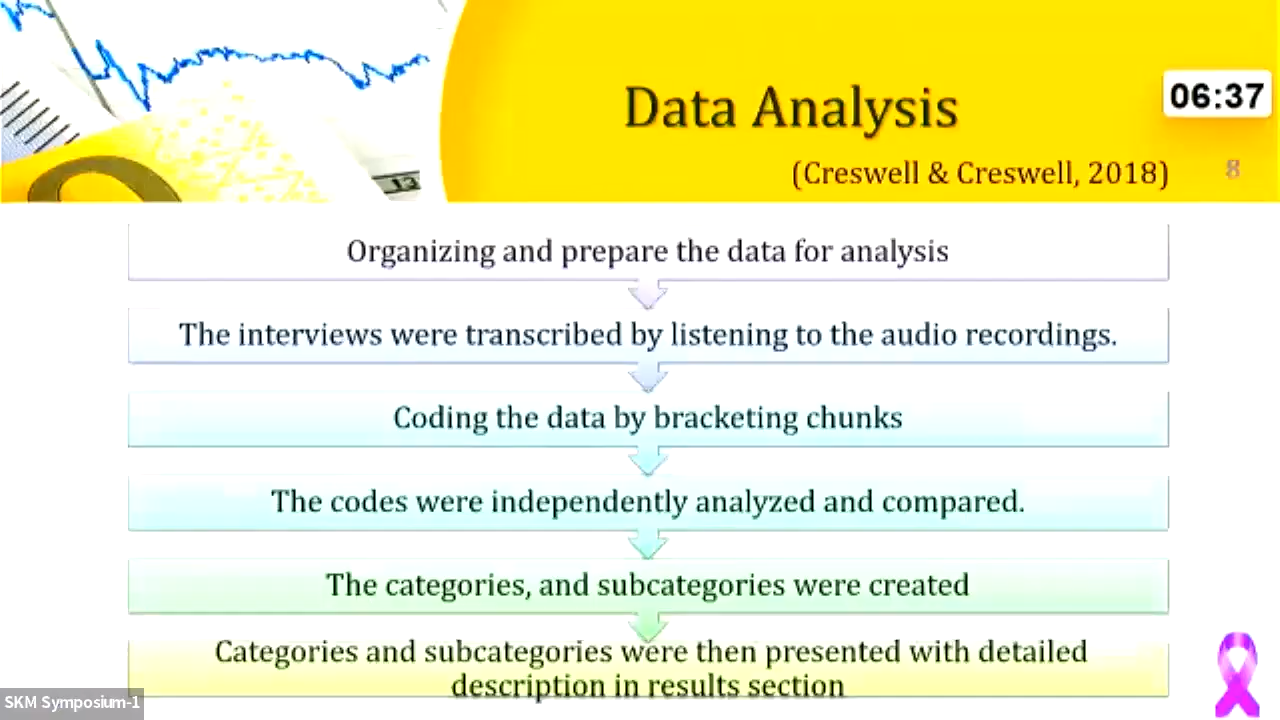 Data Analysis
06:37
(Creswell & Creswell, 2018)
8
13
Organizing and prepare the data for analysis
The interviews were transcribed by listening to the audio recordings.
Coding the data by bracketing chunks
The codes were independently analyzed and compared.
The categories, and subcategories were created
Categories and subcategories were then presented with detailed
description in results section
SKM Symposium-1